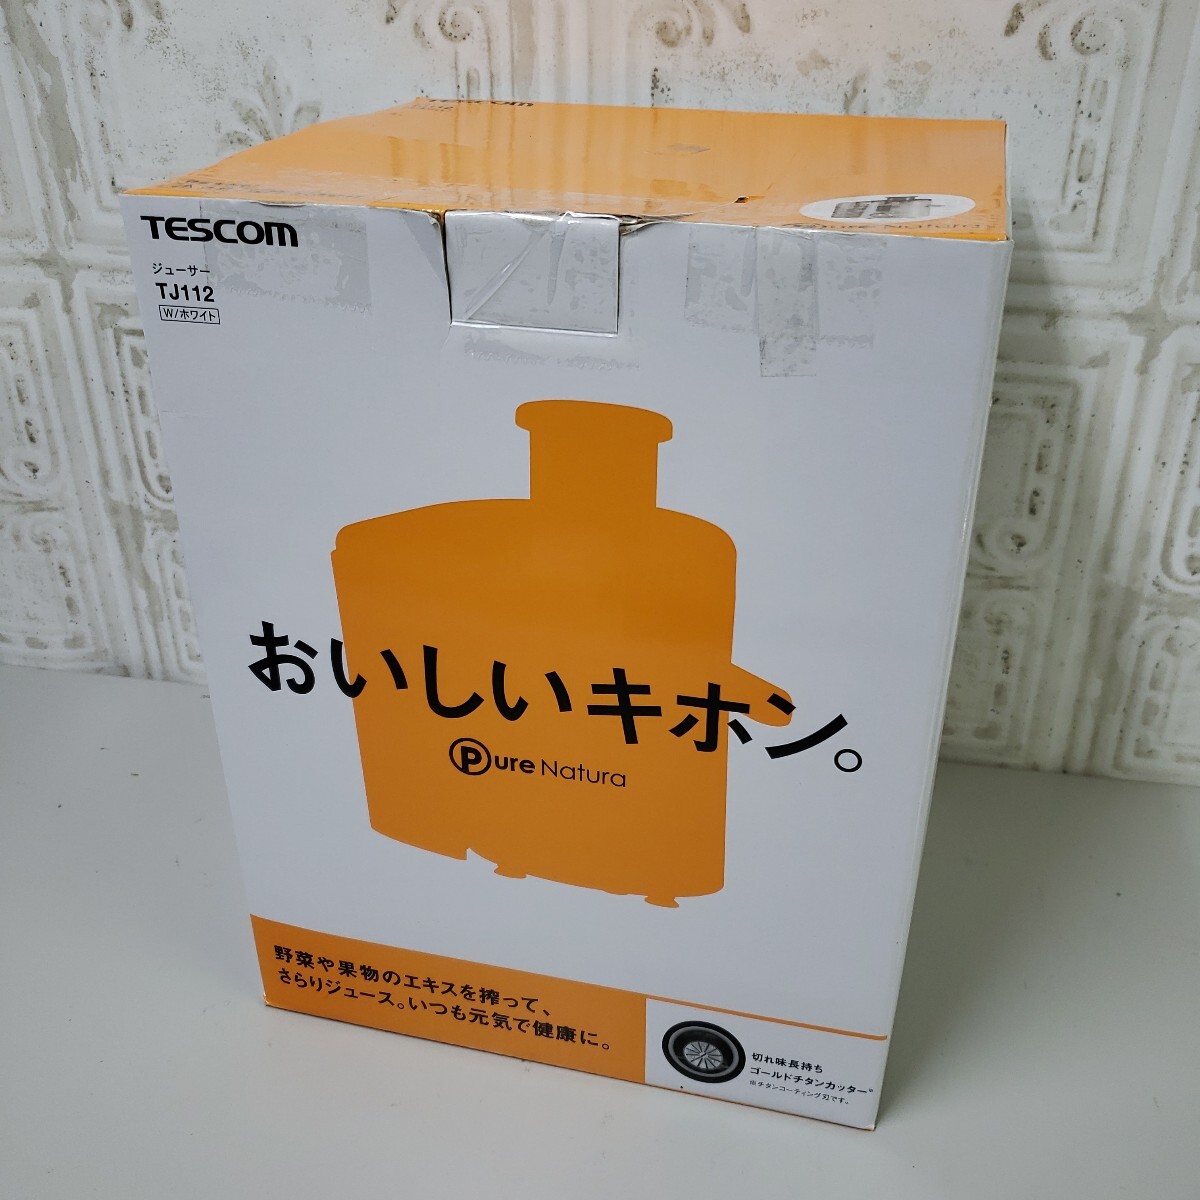 TESCOM
Pure Natura
TESCOM
ジューサー
TJ112
W/ホワイト
おいしいキホン。
Pure Natura
野菜や果物のエキスを搾って、
さらりジュース。いつも元気で健康に。
切れ味長持ち
ゴールドチタンカッター※
※チタンコーティング刃です。